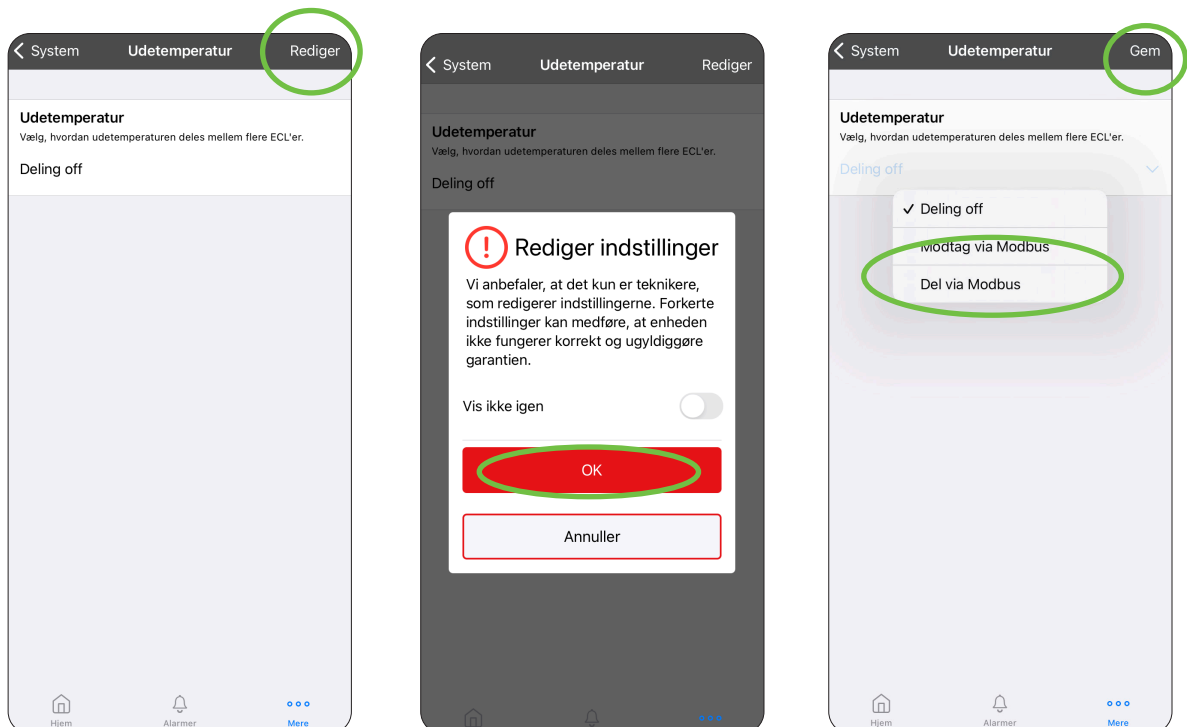 System Udetemperatur Rediger
Udetemperatur
Vælg, hvordan udetemperaturen deles mellem flere ECL'er.
Deling off
Hjem Alarmer Mere
System Udetemperatur Rediger
Udetemperatur
Vælg, hvordan udetemperaturen deles mellem flere ECL'er.
Deling off
Rediger indstillinger
Vi anbefaler, at det kun er teknikere,
som redigerer indstillingerne. Forkerte
indstillinger kan medføre, at enheden
ikke fungerer korrekt og ugyldiggøre
garantien.
Vis ikke igen
OK
Annuller
System Udetemperatur Gem
Udetemperatur
Vælg, hvordan udetemperaturen deles mellem flere ECL'er.
Deling off
Deling off
Modtag via Modbus
Del via Modbus
Hjem Alarmer Mere